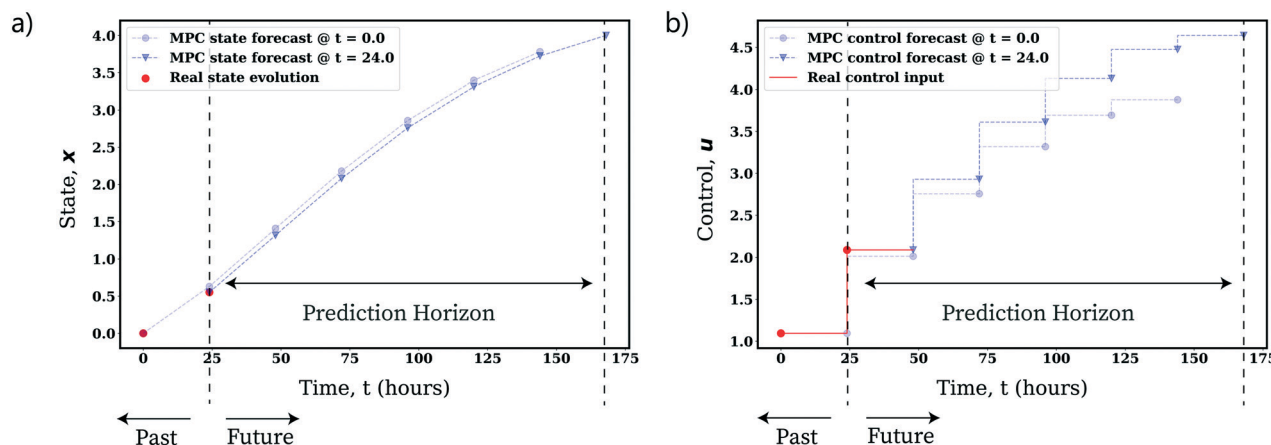 a)
MPC state forecast @ t = 0.0
MPC state forecast @ t = 24.0
Real state evolution
4.0
3.5
3.0
2.5
2.0
1.5
1.0
0.5
0.0
State, x
Prediction Horizon
0 25 50 75 100 125 150 175
Time, t (hours)
Past Future
b)
MPC control forecast @ t = 0.0
MPC control forecast @ t = 24.0
Real control input
4.5
4.0
3.5
3.0
2.5
2.0
1.5
1.0
Control, u
Prediction Horizon
0 25 50 75 100 125 150 175
Time, t (hours)
Past Future